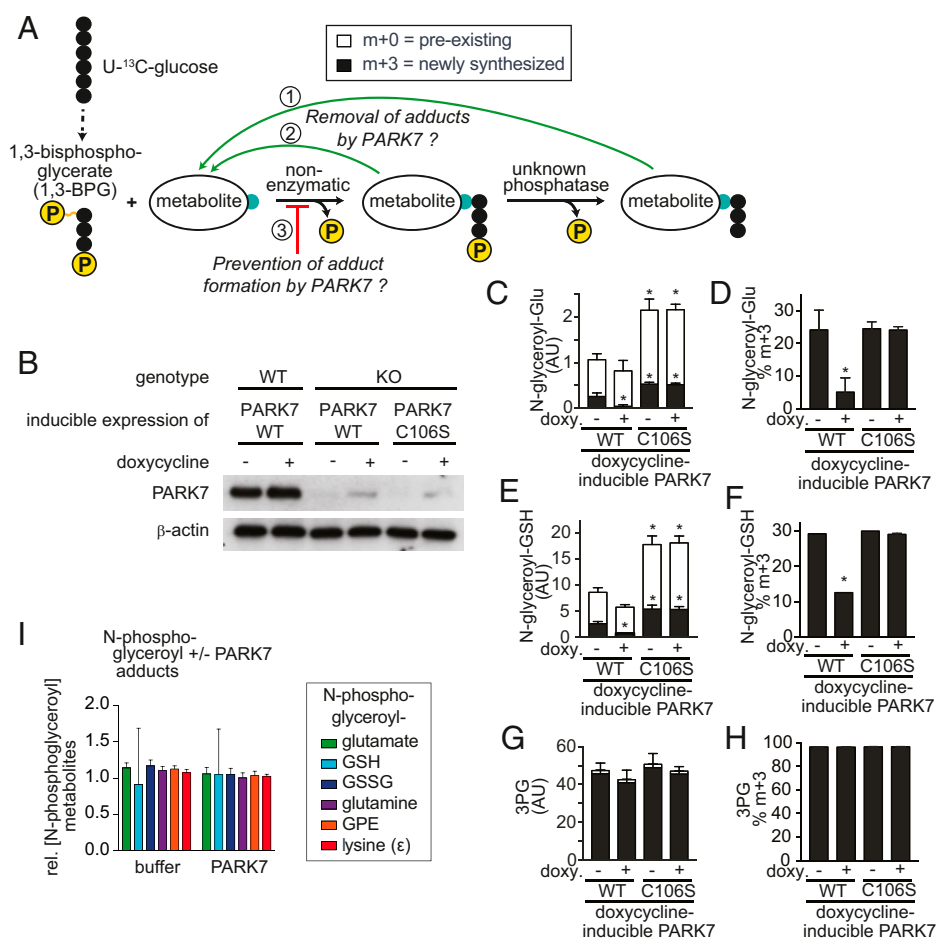 A
U-¹³C-glucose
m+0 = pre-existing
m+3 = newly synthesized
1
Removal of adducts
by PARK7 ?
2
1,3-bisphospho-
glycerate
(1,3-BPG)
P
P
+
metabolite
non-
enzymatic
P
metabolite
P
unknown
phosphatase
P
metabolite
3
Prevention of adduct
formation by PARK7 ?
B
genotype
WT
KO
inducible expression of
PARK7 WT
PARK7 WT
PARK7 C106S
doxycycline
- + - + - +
PARK7
β-actin
C
N-glyceroyl-Glu
(AU)
2
1
0
* * * * *
doxy. - + - +
WT C106S
doxycycline-
inducible PARK7
D
N-glyceroyl-Glu
% m+3
30
20
10
0
*
doxy. - + - +
WT C106S
doxycycline-
inducible PARK7
E
N-glyceroyl-GSH
(AU)
20
15
10
5
0
* * * * *
doxy. - + - +
WT C106S
doxycycline-
inducible PARK7
F
N-glyceroyl-GSH
% m+3
30
20
10
0
*
doxy. - + - +
WT C106S
doxycycline-
inducible PARK7
I
N-phospho-
glyceroyl +/- PARK7
adducts
rel. [N-phosphoglyceroyl]
metabolites
2.0
1.5
1.0
0.5
0.0
buffer PARK7
N-phospho-
glyceroyl-
glutamate
GSH
GSSG
glutamine
GPE
lysine (ε)
G
3PG
(AU)
60
40
20
0
doxy. - + - +
WT C106S
doxycycline-
inducible PARK7
H
3PG
% m+3
100
80
60
40
20
0
doxy. - + - +
WT C106S
doxycycline-
inducible PARK7